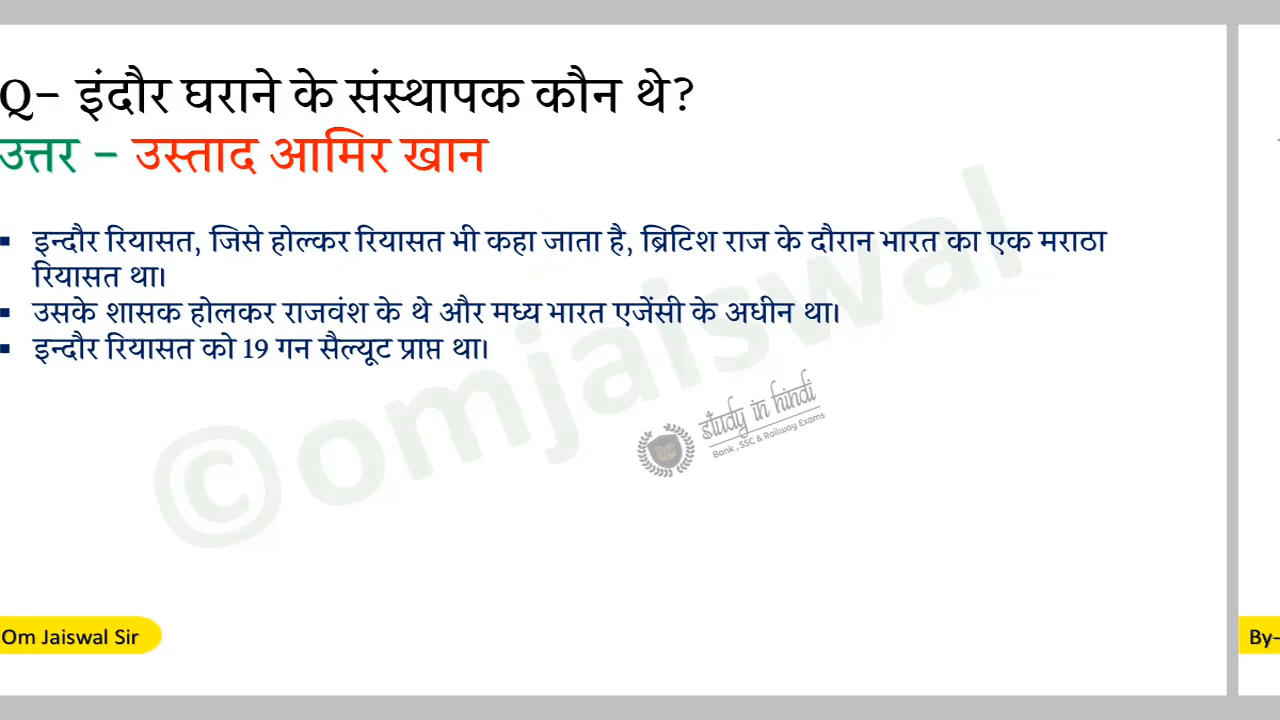 Q– इंदौर घराने के संस्थापक कौन थे?
उत्तर – उस्ताद आमिर खान
▪ इन्दौर रियासत, जिसे होल्कर रियासत भी कहा जाता है, ब्रिटिश राज के दौरान भारत का एक मराठा
रियासत था।
▪ उसके शासक होलकर राजवंश के थे और मध्य भारत एजेंसी के अधीन था।
▪ इन्दौर रियासत को 19 गन सैल्यूट प्राप्त था।
©omjaiswal
study in hindi
Bank , SSC & Railway Exams
Om Jaiswal Sir
By-